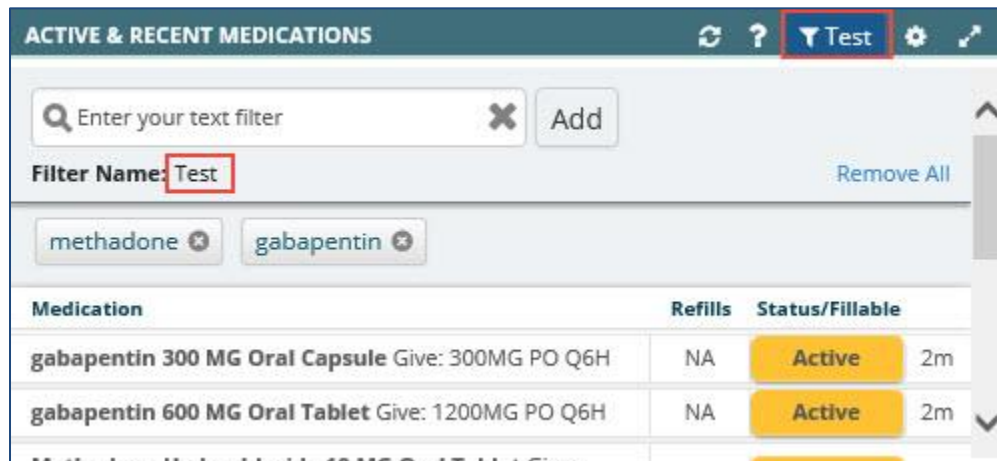 ACTIVE & RECENT MEDICATIONS ? Test
Enter your text filter Add
Filter Name: Test Remove All
methadone gabapentin
Medication Refills Status/Fillable
gabapentin 300 MG Oral Capsule Give: 300MG PO Q6H NA Active 2m
gabapentin 600 MG Oral Tablet Give: 1200MG PO Q6H NA Active 2m